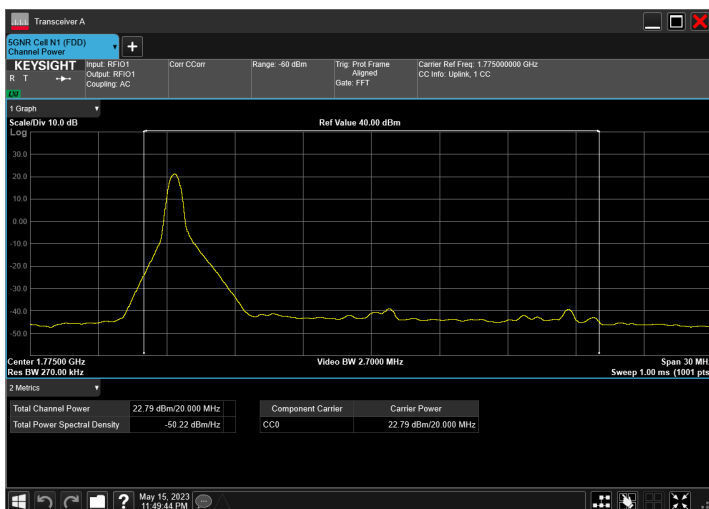 Transceiver A
5GNR Cell N1 (FDD)
Channel Power
KEYSIGHT
R T
LXI
Input: RFIO1
Output: RFIO1
Coupling: AC
Corr CCorr
Range: -60 dBm
Trig: Prot Frame
Aligned
Gate: FFT
Carrier Ref Freq: 1.775000000 GHz
CC Info: Uplink, 1 CC
1 Graph
Scale/Div 10.0 dB
Ref Value 40.00 dBm
Log
30.0
20.0
10.0
0.00
-10.0
-20.0
-30.0
-40.0
-50.0
Center 1.77500 GHz
Video BW 2.7000 MHz
Span 30 MH
Res BW 270.00 kHz
Sweep 1.00 ms (1001 pts
2 Metrics
Total Channel Power 22.79 dBm/20.000 MHz
Total Power Spectral Density -50.22 dBm/Hz
Component Carrier Carrier Power
CC0 22.79 dBm/20.000 MHz
May 15, 2023
11:49:44 PM